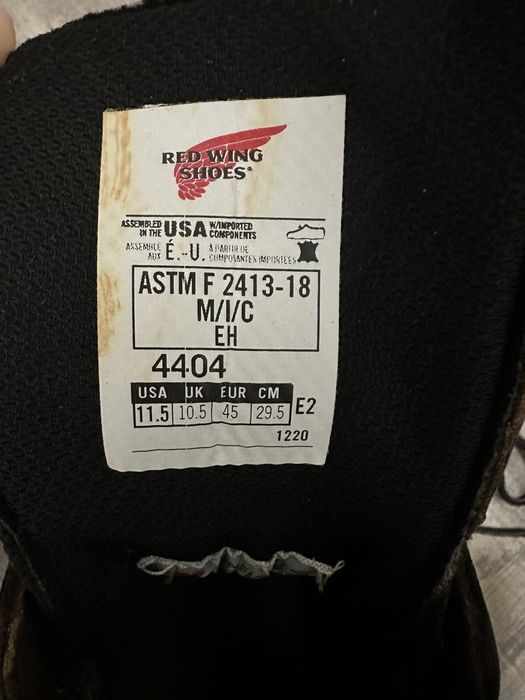 RED WING
SHOES®
ASSEMBLED IN THE USA W/IMPORTED COMPONENTS
ASSEMBLÉ AUX É.-U. À PARTIR DE COMPOSANTES IMPORTÉES
ASTM F 2413-18
M/I/C
EH
4404
USA UK EUR CM
11.5 10.5 45 29.5 E2
1220